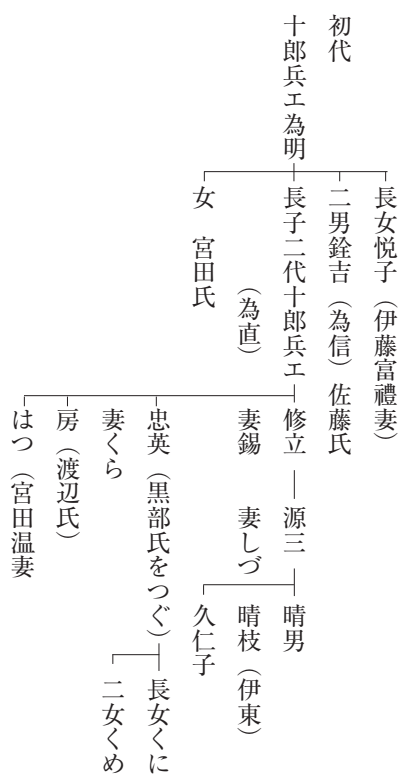 初代
十郎兵エ為明
長女悦子（伊藤富禮妻）
二男銓吉（為信）佐藤氏
長子二代十郎兵エ
（為直）
女　宮田氏
修立
妻錫
源三
妻しづ
晴男
晴枝（伊東）
久仁子
忠英（黒部氏をつぐ）
妻くら
長女くに
二女くめ
房（渡辺氏）
はつ（宮田温妻